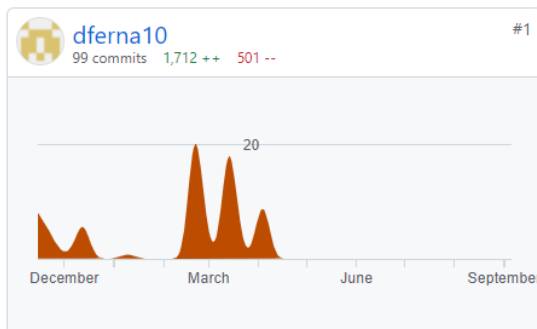 dferna10
#1
99 commits 1,712 ++ 501 --
20
December March June September